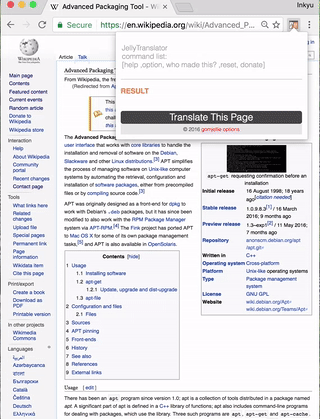 Inkyu
W Advanced Packaging Tool - W
https://en.wikipedia.org/wiki/Advanced_P...
JellyTranslator
command list:
[help ,option, who made this? ,reset, donate]
RESULT
Translate This Page
© 2016 gomjellie options
WIKIPEDIA
The Free Encyclopedia
Main page
Contents
Featured content
Current events
Random article
Donate to Wikipedia
Wikipedia store
Interaction
Help
About Wikipedia
Community portal
Recent changes
Contact page
Tools
What links here
Related changes
Upload file
Special pages
Permanent link
Page information
Wikidata item
Cite this page
Print/export
Create a book
Download as PDF
Printable version
In other projects
Wikimedia Commons
Languages
العربية
Azərbaycanca
বাংলা
Български
Català
Čeština
Deutsch
Ελληνικά
Article Talk
Advanced Packaging Tool
From Wikipedia, the free
(Redirected from A
The Advanced Packa
user interface that works with core libraries to handle the
installation and removal of software on the Debian,
Slackware and other Linux distributions.[3] APT simplifies
the process of managing software on Unix-like computer
systems by automating the retrieval, configuration and
installation of software packages, either from precompiled
files or by compiling source code.[3]
APT was originally designed as a front-end for dpkg to
work with Debian's .deb packages, but it has since been
modified to also work with the RPM Package Manager
system via APT-RPM.[4] The Fink project has ported APT
to Mac OS X for some of its own package management
tasks,[5] and APT is also available in OpenSolaris.
Contents [hide]
1 Usage
1.1 Installing software
1.2 apt-get
1.2.1 Update, upgrade and dist-upgrade
1.3 apt-file
2 Configuration and files
2.1 Files
3 Sources
4 APT pinning
5 Front-ends
6 History
7 See also
8 References
9 External links
apt-get requesting confirmation before an
installation
Initial release 16 August 1998; 18 years
ago[citation needed]
Stable release 1.0.9.8.3[1] / 15 March
2016; 9 months ago
Preview release 1.3~exp1[2] / 11 May 2016;
7 months ago
Repository anonscm.debian.org
/apt/apt.git
Written in C++
Operating system Cross-platform
Platform Unix-like operating systems
Type Package management system
License GNU GPL
Website wiki.debian.org/Apt
wiki.debian.org/Teams/Apt
Usage [edit]
There has been an apt program since version 1.0; apt is a collection of tools distributed in a package named
apt A significant part of apt is defined in a C++ library of functions; apt also includes command-line programs
for dealing with packages, which use the library. Three such programs are apt, apt-get and apt-cache.